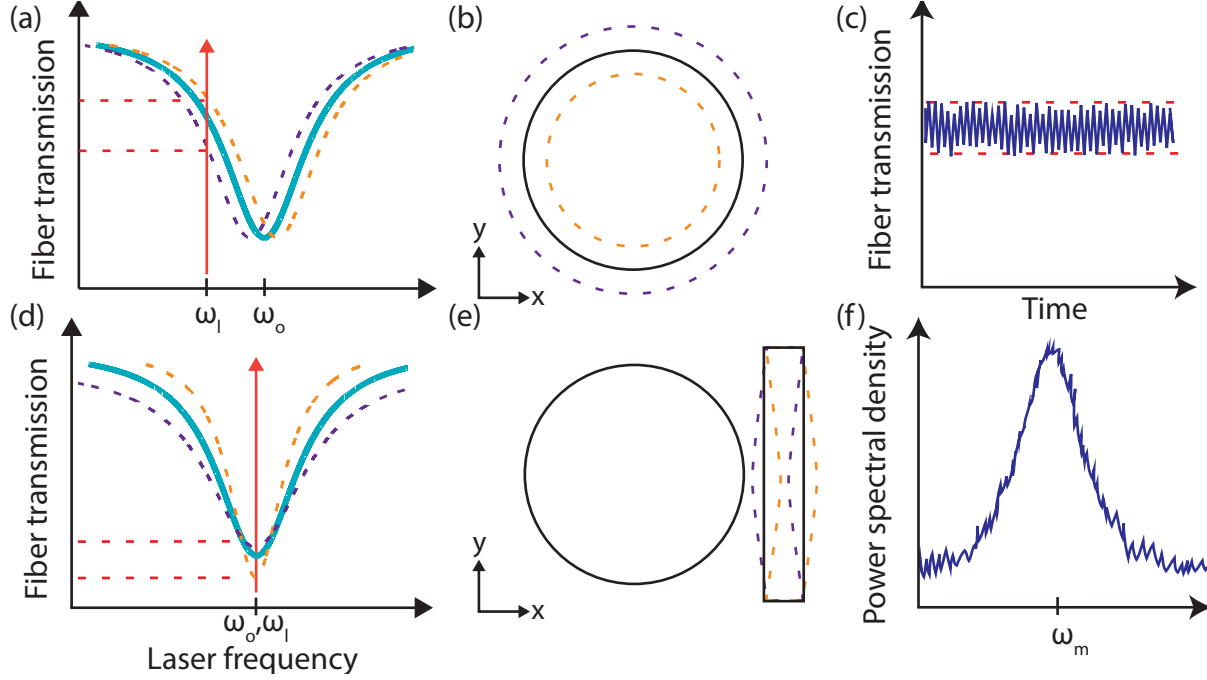 (a)
Fiber transmission
ω_l
ω_o
(b)
y
x
(c)
Fiber transmission
Time
(d)
Fiber transmission
ω_o,ω_l
Laser frequency
(e)
y
x
(f)
Power spectral density
ω_m